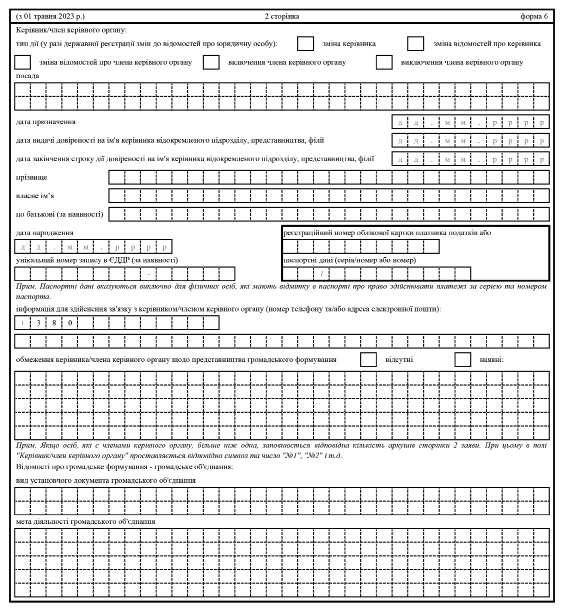 (з 01 травня 2023 р.) 2 сторінка форма 6
Керівник/член керівного органу:
тип дії (у разі державної реєстрації змін до відомостей про юридичну особу): зміна керівника зміна відомостей про керівника
зміна відомостей про члена керівного органу включення члена керівного органу виключення члена керівного органу
посада
дата призначення д д . м м . р р р р
дата видачі довіреності на ім'я керівника відокремленого підрозділу, представництва, філії д д . м м . р р р р
дата закінчення строку дії довіреності на ім'я керівника відокремленого підрозділу, представництва, філії д д . м м . р р р р
прізвище
власне ім'я
по батькові (за наявності)
дата народження реєстраційний номер облікової картки платника податків або
д д . м м . р р р р
унікальний номер запису в ЄДДР (за наявності) паспортні дані (серія/номер або номер)
- /
Прим. Паспортні дані вказуються виключно для фізичних осіб, які мають відмітку в паспорті про право здійснювати платежі за серією та номером
паспорта.
інформація для здійснення зв'язку з керівником/членом керівного органу (номер телефону та/або адреса електронної пошти):
+ 3 8 0
обмеження керівника/члена керівного органу щодо представництва громадського формування відсутні наявні:
Прим. Якщо осіб, які є членами керівного органу, більше ніж одна, заповнюється відповідна кількість аркушів сторінки 2 заяви. При цьому в полі
"Керівник/член керівного органу" проставляється відповідно символ та число "№1", "№2" і т.д.
Відомості про громадське формування - громадське об'єднання:
вид установчого документа громадського об'єднання
мета діяльності громадського об'єднання